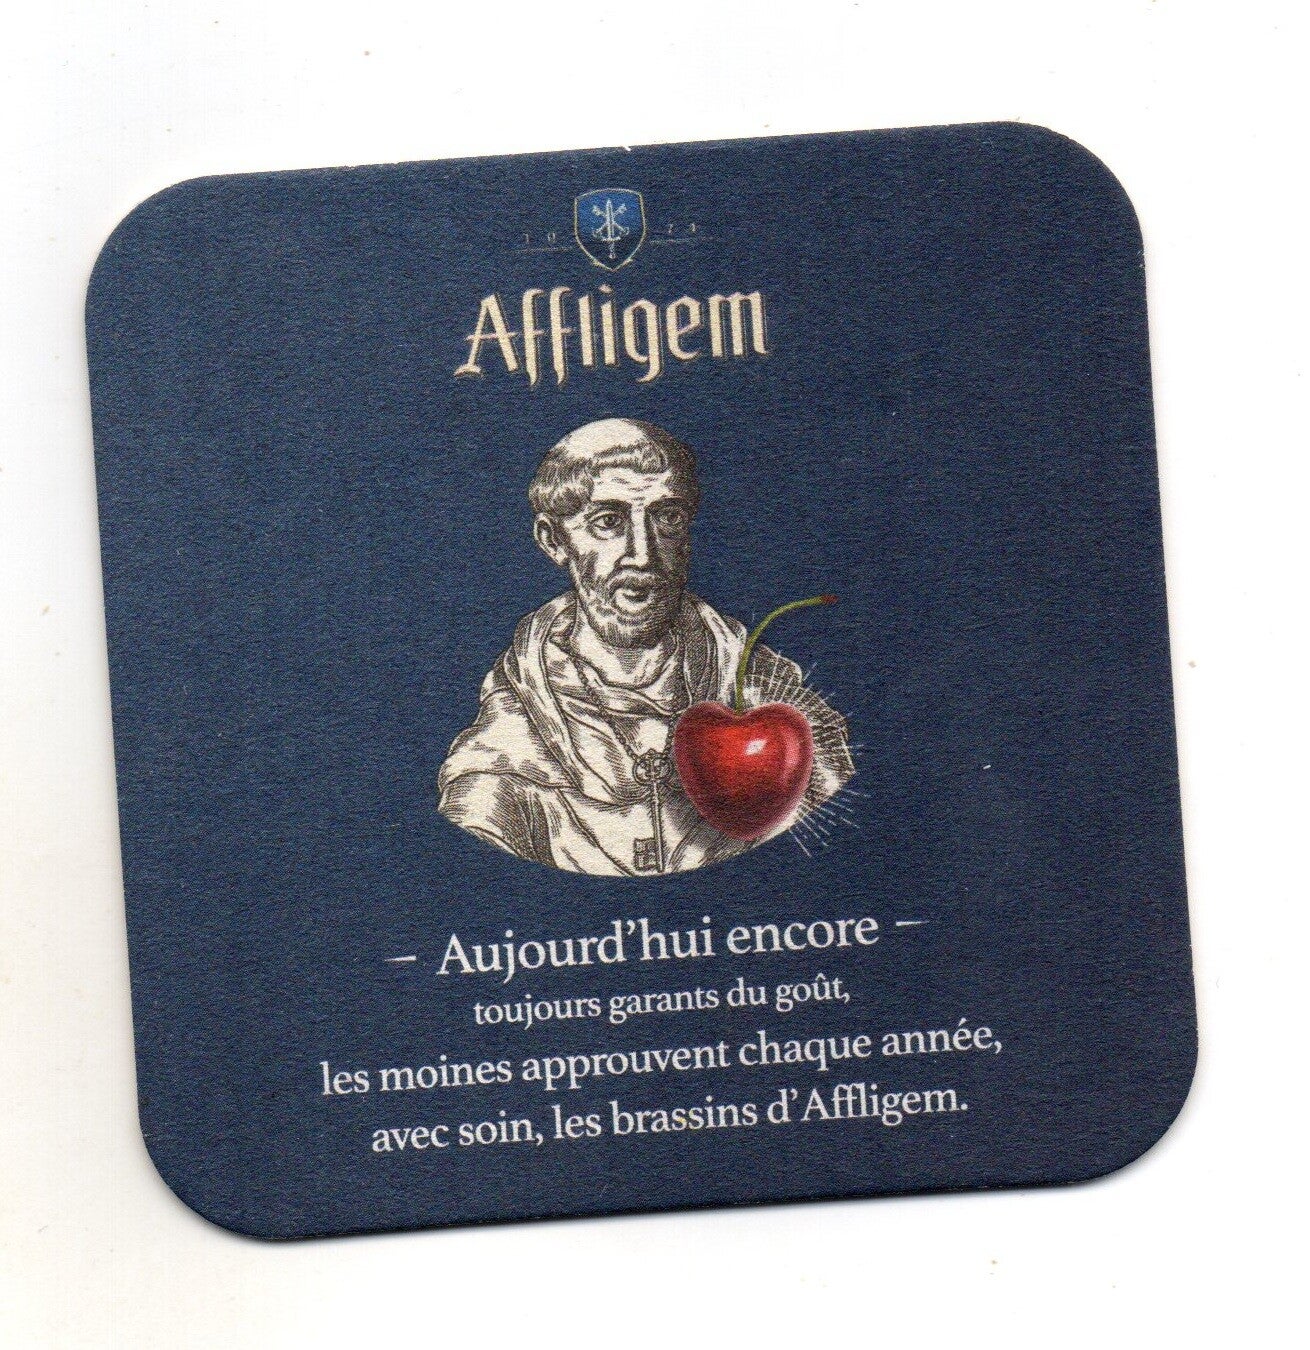 1074
Affligem
– Aujourd'hui encore –
toujours garants du goût,
les moines approuvent chaque année,
avec soin, les brassins d'Affligem.